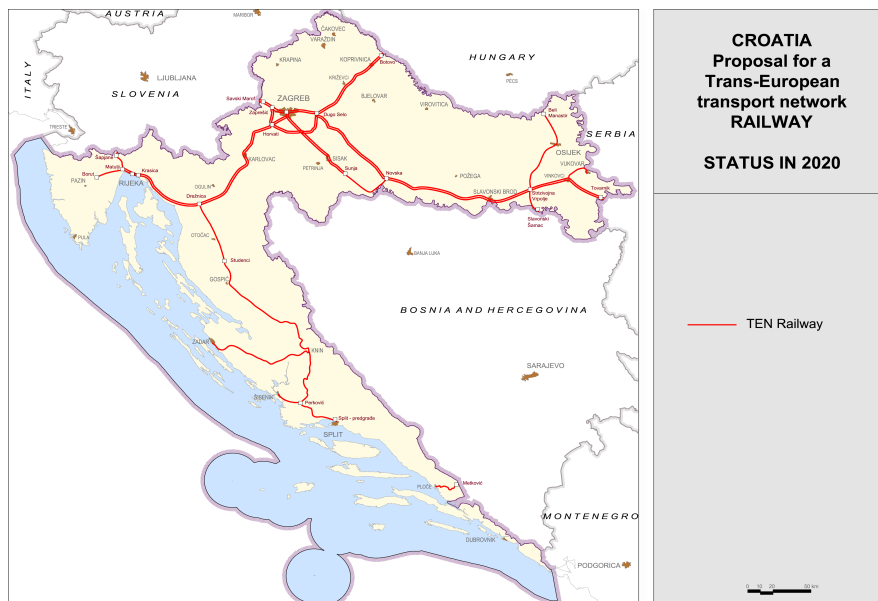 AUSTRIA
MARIBOR
ČAKOVEC
VARAŽDIN
HUNGARY
ITALY
LJUBLJANA
SLOVENIA
KRAPINA
KOPRIVNICA
Botovo
KRIŽEVCI
PÉCS
Savski Marof
ZAGREB
BJELOVAR
VIROVITICA
Zaprešić
Dugo Selo
Beli
Manastir
TRIESTE
Horvati
SERBIA
OSIJEK
Šapjane
KARLOVAC
SISAK
VUKOVAR
Matulji
Krasica
PETRINJA
Sunja
Borut
PAZIN
RIJEKA
Novska
POŽEGA
VINKOVCI
OGULIN
SLAVONSKI BROD
Strizivojna
Vrpolje
Tovarnik
Drežnica
Slavonski
Šamac
PULA
OTOČAC
BANJA LUKA
Studenci
GOSPIĆ
BOSNIA AND HERCEGOVINA
ZADAR
KNIN
SARAJEVO
ŠIBENIK
Perković
Split - predgrađe
SPLIT
PLOČE
Metković
MONTENEGRO
DUBROVNIK
PODGORICA
CROATIA
Proposal for a
Trans-European
transport network
RAILWAY
STATUS IN 2020
TEN Railway
0 10 20 50 km